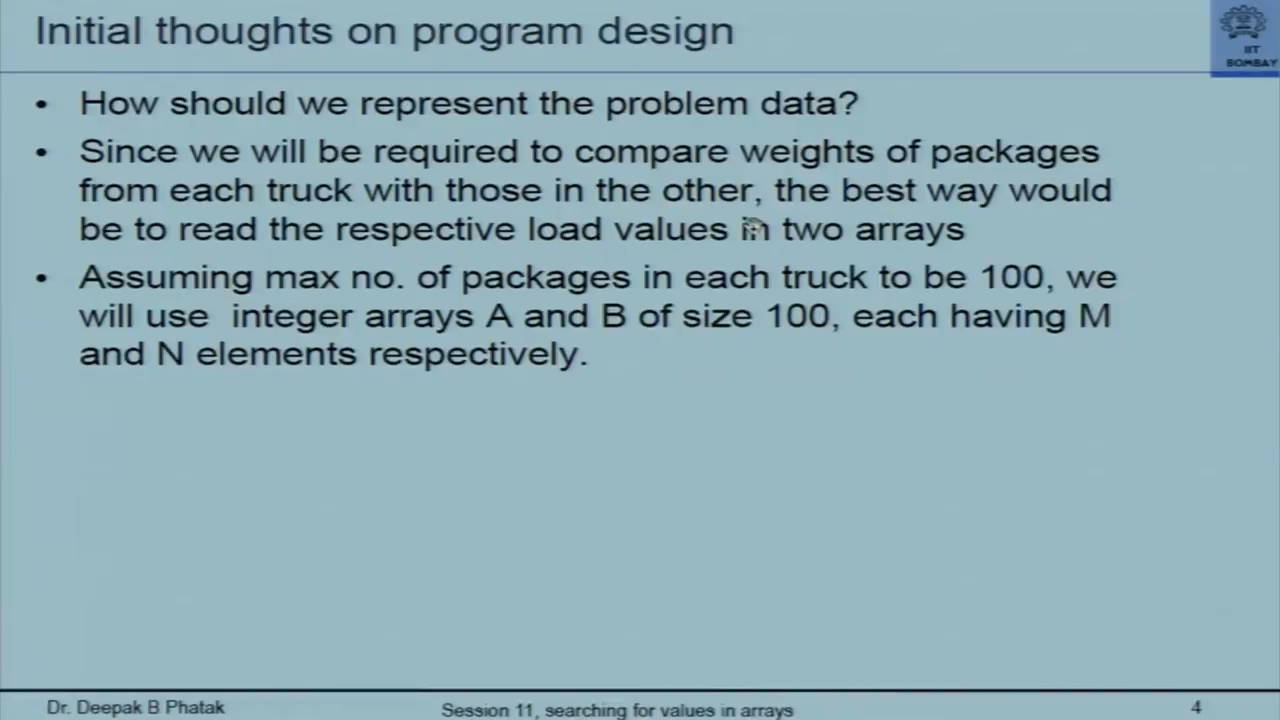 Initial thoughts on program design
IIT
BOMBAY
• How should we represent the problem data?
• Since we will be required to compare weights of packages
from each truck with those in the other, the best way would
be to read the respective load values in two arrays
• Assuming max no. of packages in each truck to be 100, we
will use integer arrays A and B of size 100, each having M
and N elements respectively.
Dr. Deepak B Phatak
Session 11, searching for values in arrays
4